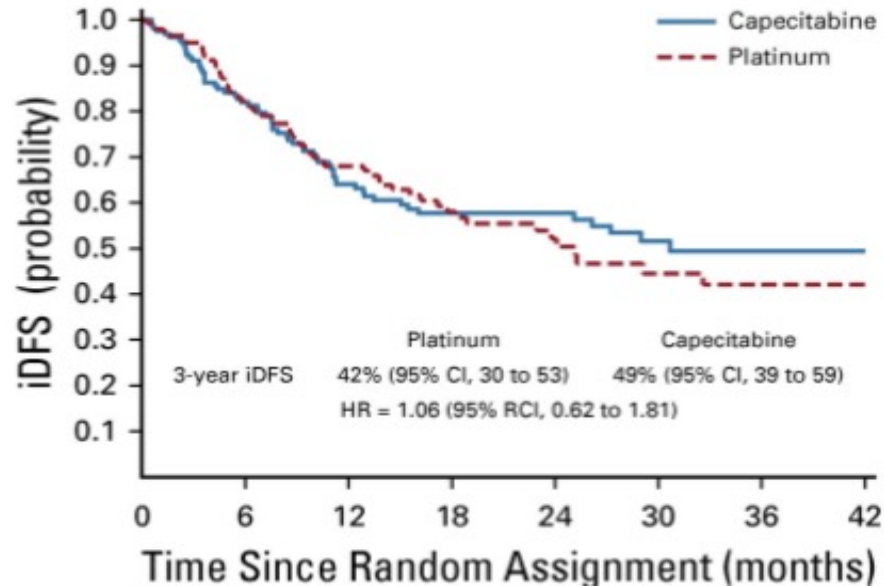 Capecitabine
Platinum
iDFS (probability)
1.0
0.9
0.8
0.7
0.6
0.5
0.4
0.3
0.2
0.1
Platinum Capecitabine
3-year iDFS 42% (95% CI, 30 to 53) 49% (95% CI, 39 to 59)
HR = 1.06 (95% RCI, 0.62 to 1.81)
0 6 12 18 24 30 36 42
Time Since Random Assignment (months)